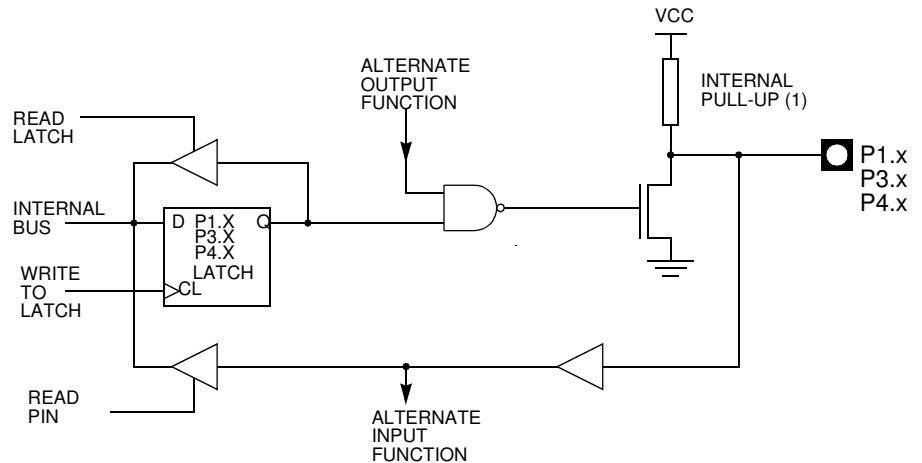 VCC
ALTERNATE
OUTPUT
FUNCTION
INTERNAL
PULL-UP (1)
READ
LATCH
P1.x
P3.x
P4.x
INTERNAL
BUS
D P1.X Q
P3.X
P4.X
LATCH
CL
WRITE
TO
LATCH
READ
PIN
ALTERNATE
INPUT
FUNCTION